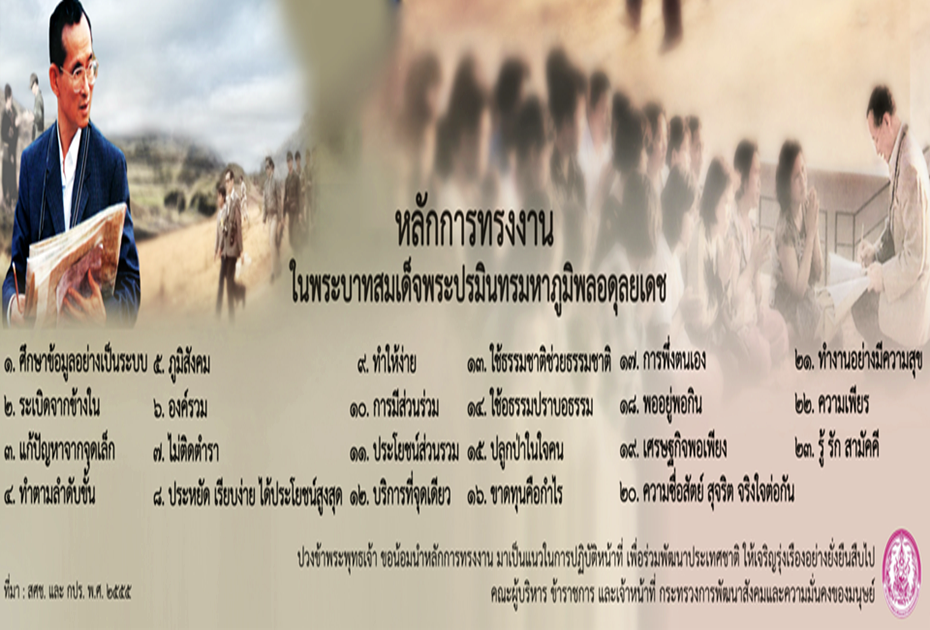 หลักการทรงงาน
ในพระบาทสมเด็จพระปรมินทรมหาภูมิพลอดุลยเดช
๑. ศึกษาข้อมูลอย่างเป็นระบบ
๒. ระเบิดจากข้างใน
๓. แก้ปัญหาจากจุดเล็ก
๔. ทำตามลำดับขั้น
๕. ภูมิสังคม
๖. องค์รวม
๗. ไม่ติดตำรา
๘. ประหยัด เรียบง่าย ได้ประโยชน์สูงสุด
๙. ทำให้ง่าย
๑๐. การมีส่วนร่วม
๑๑. ประโยชน์ส่วนรวม
๑๒. บริการที่จุดเดียว
๑๓. ใช้ธรรมชาติช่วยธรรมชาติ
๑๔. ใช้อธรรมปราบอธรรม
๑๕. ปลูกป่าในใจคน
๑๖. ขาดทุนคือกำไร
๑๗. การพึ่งตนเอง
๑๘. พออยู่พอกิน
๑๙. เศรษฐกิจพอเพียง
๒๐. ความซื่อสัตย์ สุจริต จริงใจต่อกัน
๒๑. ทำงานอย่างมีความสุข
๒๒. ความเพียร
๒๓. รู้ รัก สามัคคี
ปวงข้าพระพุทธเจ้า ขอน้อมนำหลักการทรงงาน มาเป็นแนวในการปฏิบัติหน้าที่ เพื่อร่วมพัฒนาประเทศชาติ ให้เจริญรุ่งเรืองอย่างยั่งยืนสืบไป
คณะผู้บริหาร ข้าราชการ และเจ้าหน้าที่ กระทรวงการพัฒนาสังคมและความมั่นคงของมนุษย์
ที่มา : สศช. และ กปร. พ.ศ. ๒๕๕๕